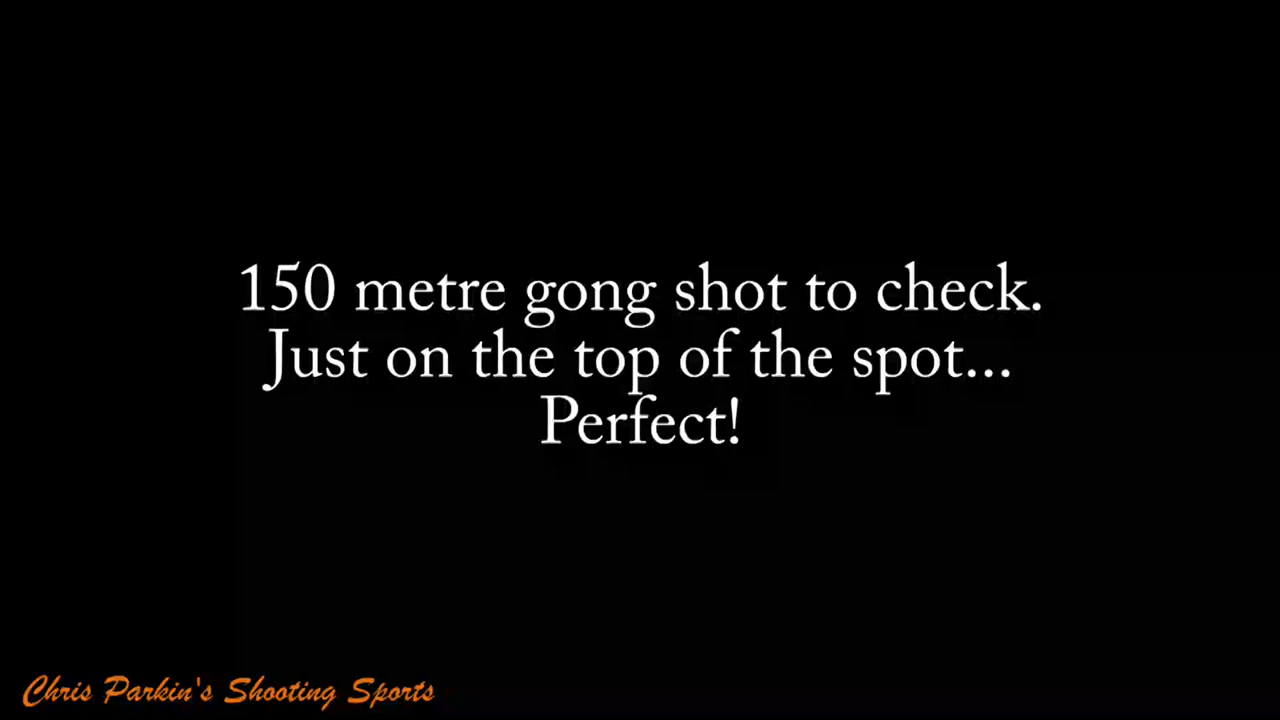 150 metre gong shot to check.
Just on the top of the spot...
Perfect!
Chris Parkin's Shooting Sports